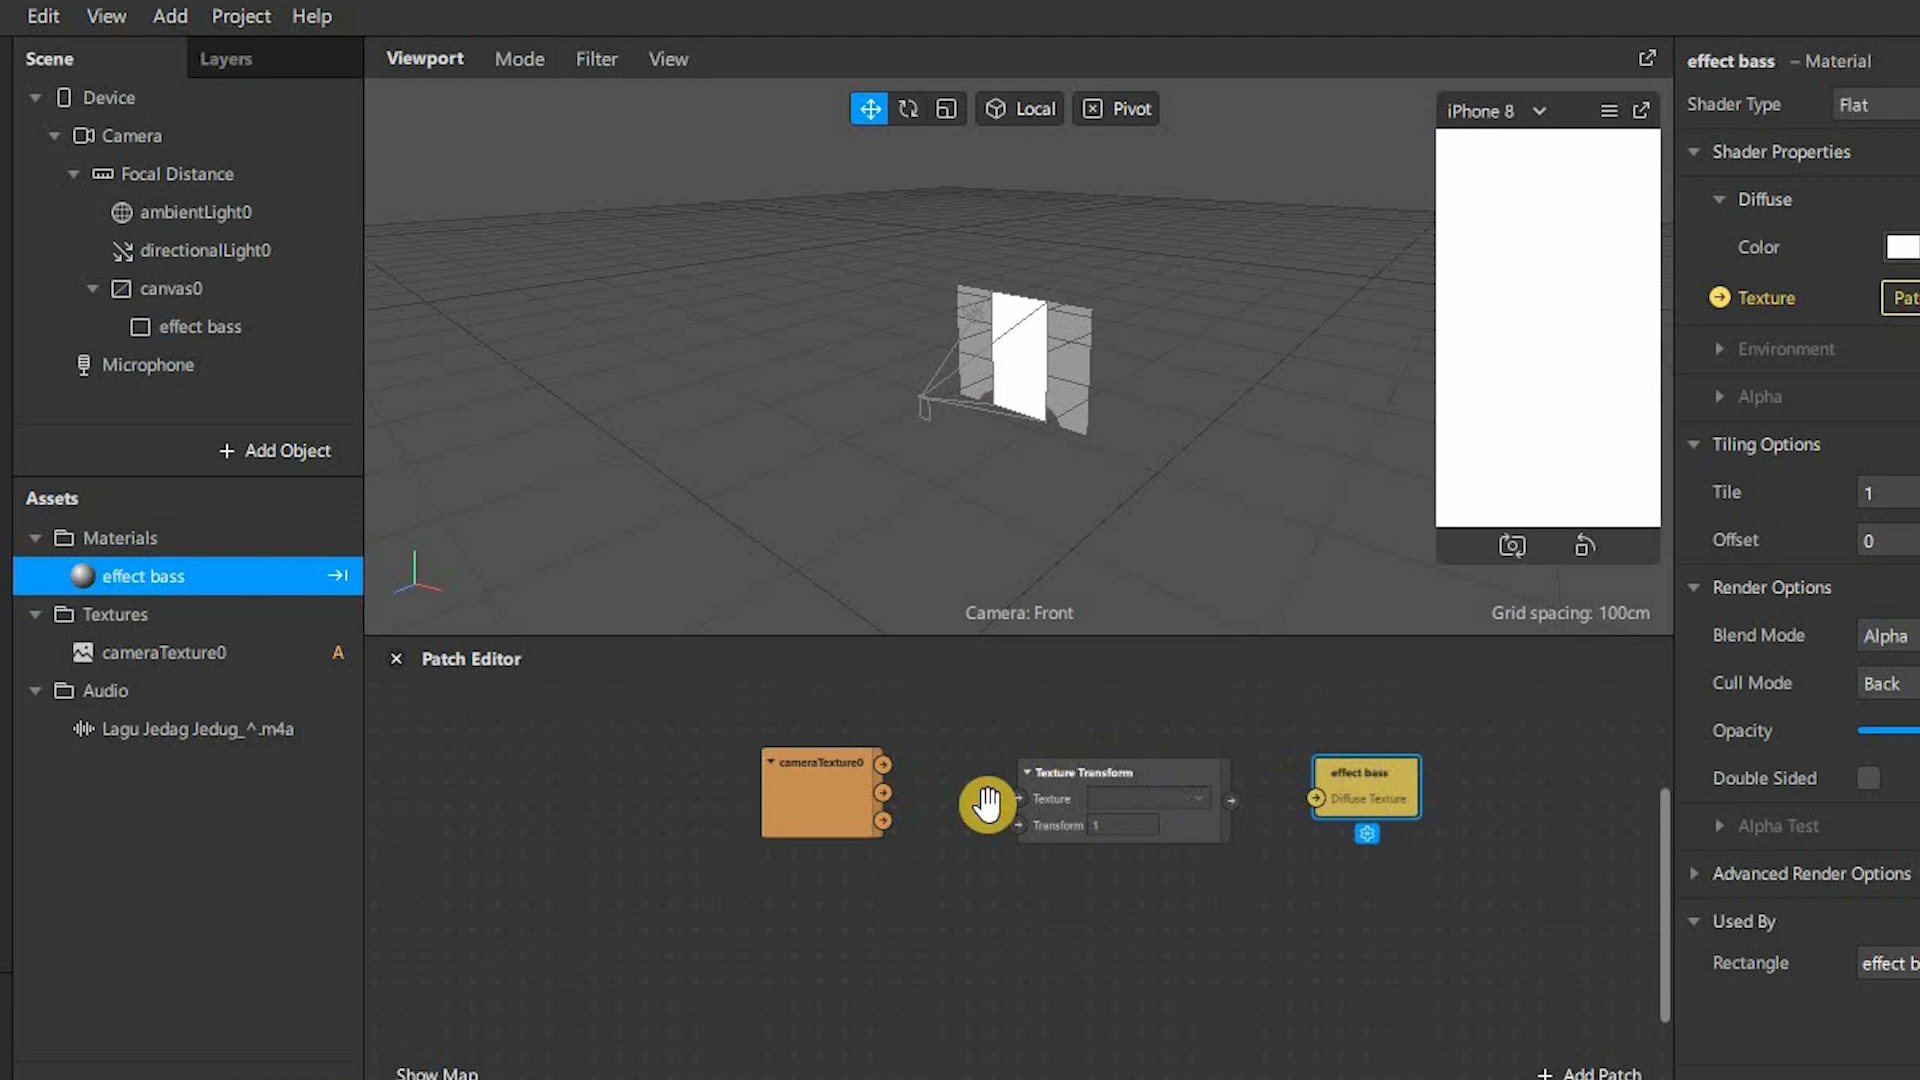 Edit View Add Project Help
Scene Layers
Device
Camera
Focal Distance
ambientLight0
directionalLight0
canvas0
effect bass
Microphone
+ Add Object
Assets
Materials
effect bass
Textures
cameraTexture0 A
Audio
Lagu Jedag Jedug_^.m4a
Viewport Mode Filter View
Local Pivot
iPhone 8
Camera: Front
Grid spacing: 100cm
× Patch Editor
cameraTexture0
Texture Transform
Texture
Transform 1
effect bass
Diffuse Texture
Show Map
+ Add Patch
effect bass – Material
Shader Type Flat
Shader Properties
Diffuse
Color
Texture Pat
Environment
Alpha
Tiling Options
Tile 1
Offset 0
Render Options
Blend Mode Alpha
Cull Mode Back
Opacity
Double Sided
Alpha Test
Advanced Render Options
Used By
Rectangle effect b